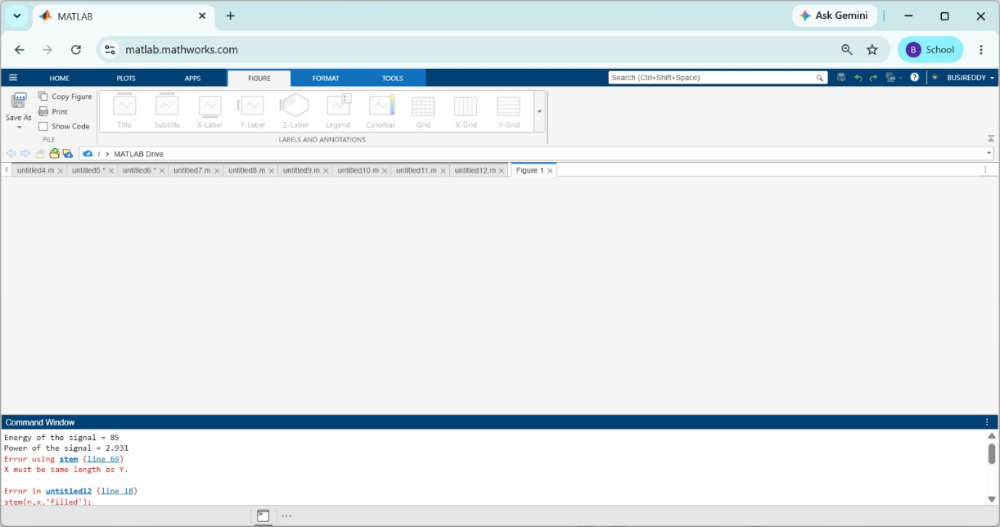 MATLAB
Ask Gemini
matlab.mathworks.com
B School
HOME PLOTS APPS FIGURE FORMAT TOOLS Search (Ctrl+Shift+Space) BUSIREDDY
Save As
Copy Figure
Print
Show Code
FILE
Title Subtitle X-Label Y-Label Z-Label Legend Colorbar Grid X-Grid Y-Grid
LABELS AND ANNOTATIONS
/ > MATLAB Drive
untitled4.m untitled5 * untitled6 * untitled7.m untitled8.m untitled9.m untitled10.m untitled11.m untitled12.m Figure 1
Command Window
Energy of the signal = 85
Power of the signal = 2.931
Error using stem (line 69)
X must be same length as Y.
Error in untitled12 (line 18)
stem(n,x,'filled');